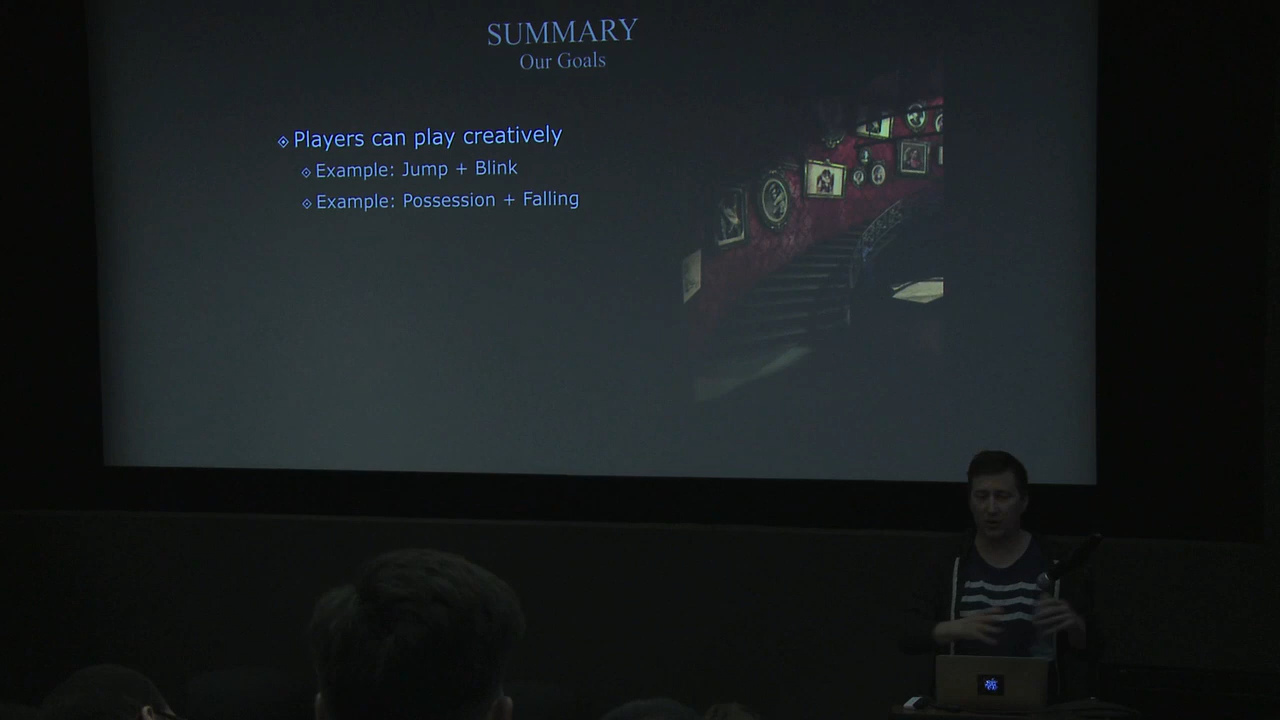 SUMMARY
Our Goals
Players can play creatively
Example: Jump + Blink
Example: Possession + Falling